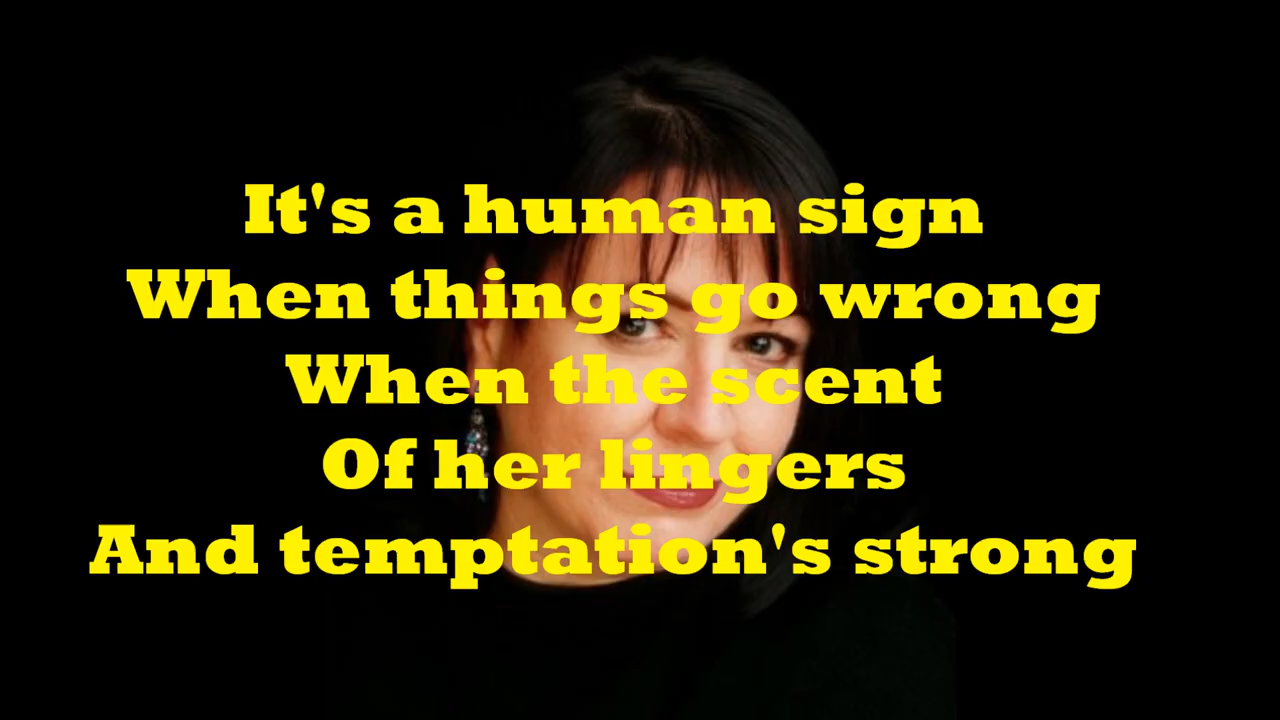 It's a human sign
When things go wrong
When the scent
Of her lingers
And temptation's strong